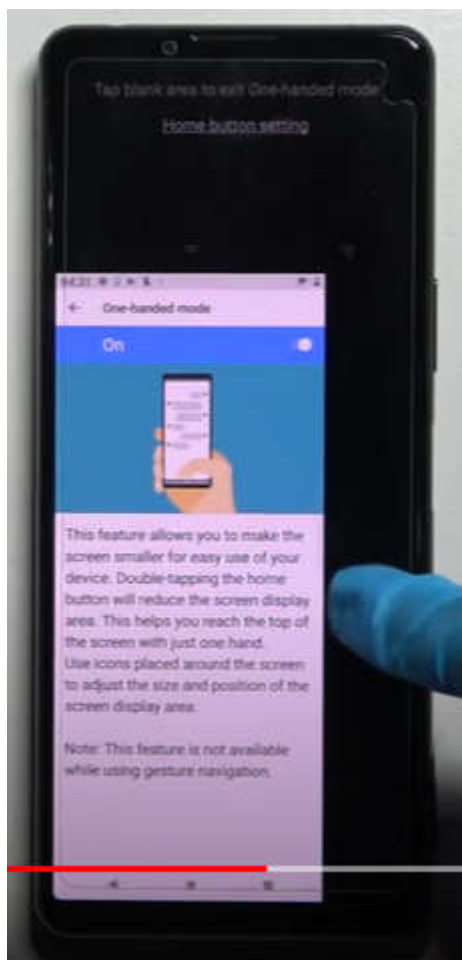 Tap blank area to exit One-handed mode
Home button setting
One-handed mode
On
This feature allows you to make the
screen smaller for easy use of your
device. Double-tapping the home
button will reduce the screen display
area. This helps you reach the top of
the screen with just one hand.
Use icons placed around the screen
to adjust the size and position of the
screen display area.
Note: This feature is not available
while using gesture navigation.